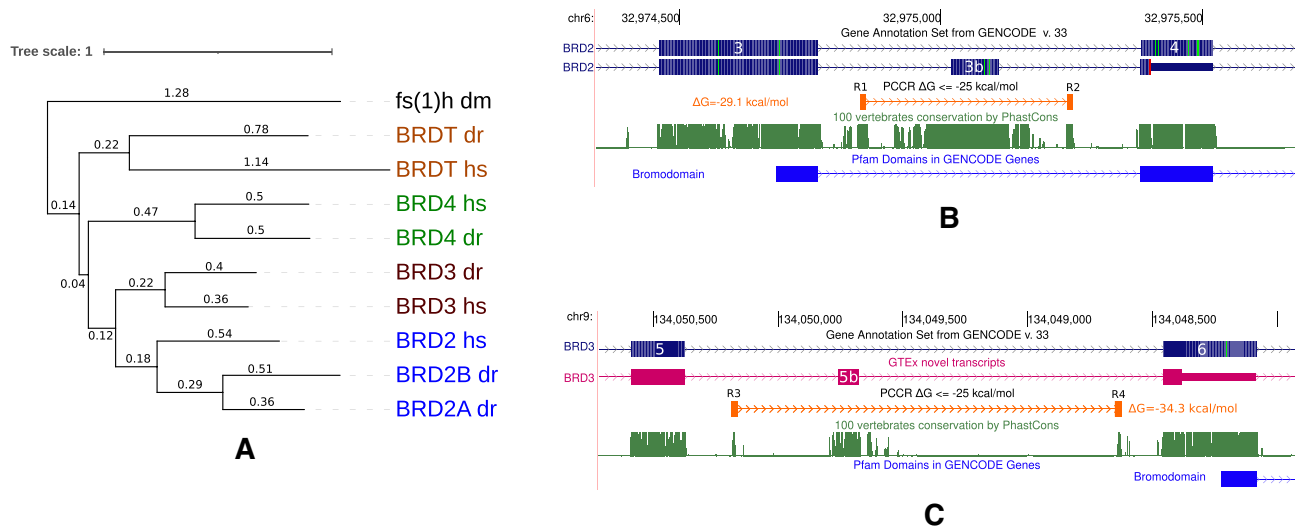 Tree scale: 1
1.28
fs(1)h dm
0.78
BRDT dr
0.22
1.14
BRDT hs
0.14
0.5
BRD4 hs
0.47
0.5
BRD4 dr
0.04
0.4
BRD3 dr
0.22
0.36
BRD3 hs
0.12
0.54
BRD2 hs
0.18
0.51
BRD2B dr
0.29
0.36
BRD2A dr
A
chr6: 32,974,500 32,975,000 32,975,500
Gene Annotation Set from GENCODE v. 33
BRD2 3 4
BRD2 3b
R1 PCCR ΔG <= -25 kcal/mol R2
ΔG=-29.1 kcal/mol
100 vertebrates conservation by PhastCons
Pfam Domains in GENCODE Genes
Bromodomain
B
chr9: 134,050,500 134,050,000 134,049,500 134,049,000 134,048,500
Gene Annotation Set from GENCODE v. 33
BRD3 5 6
GTEx novel transcripts
BRD3 5b
R3 PCCR ΔG <= -25 kcal/mol R4
ΔG=-34.3 kcal/mol
100 vertebrates conservation by PhastCons
Pfam Domains in GENCODE Genes
Bromodomain
C